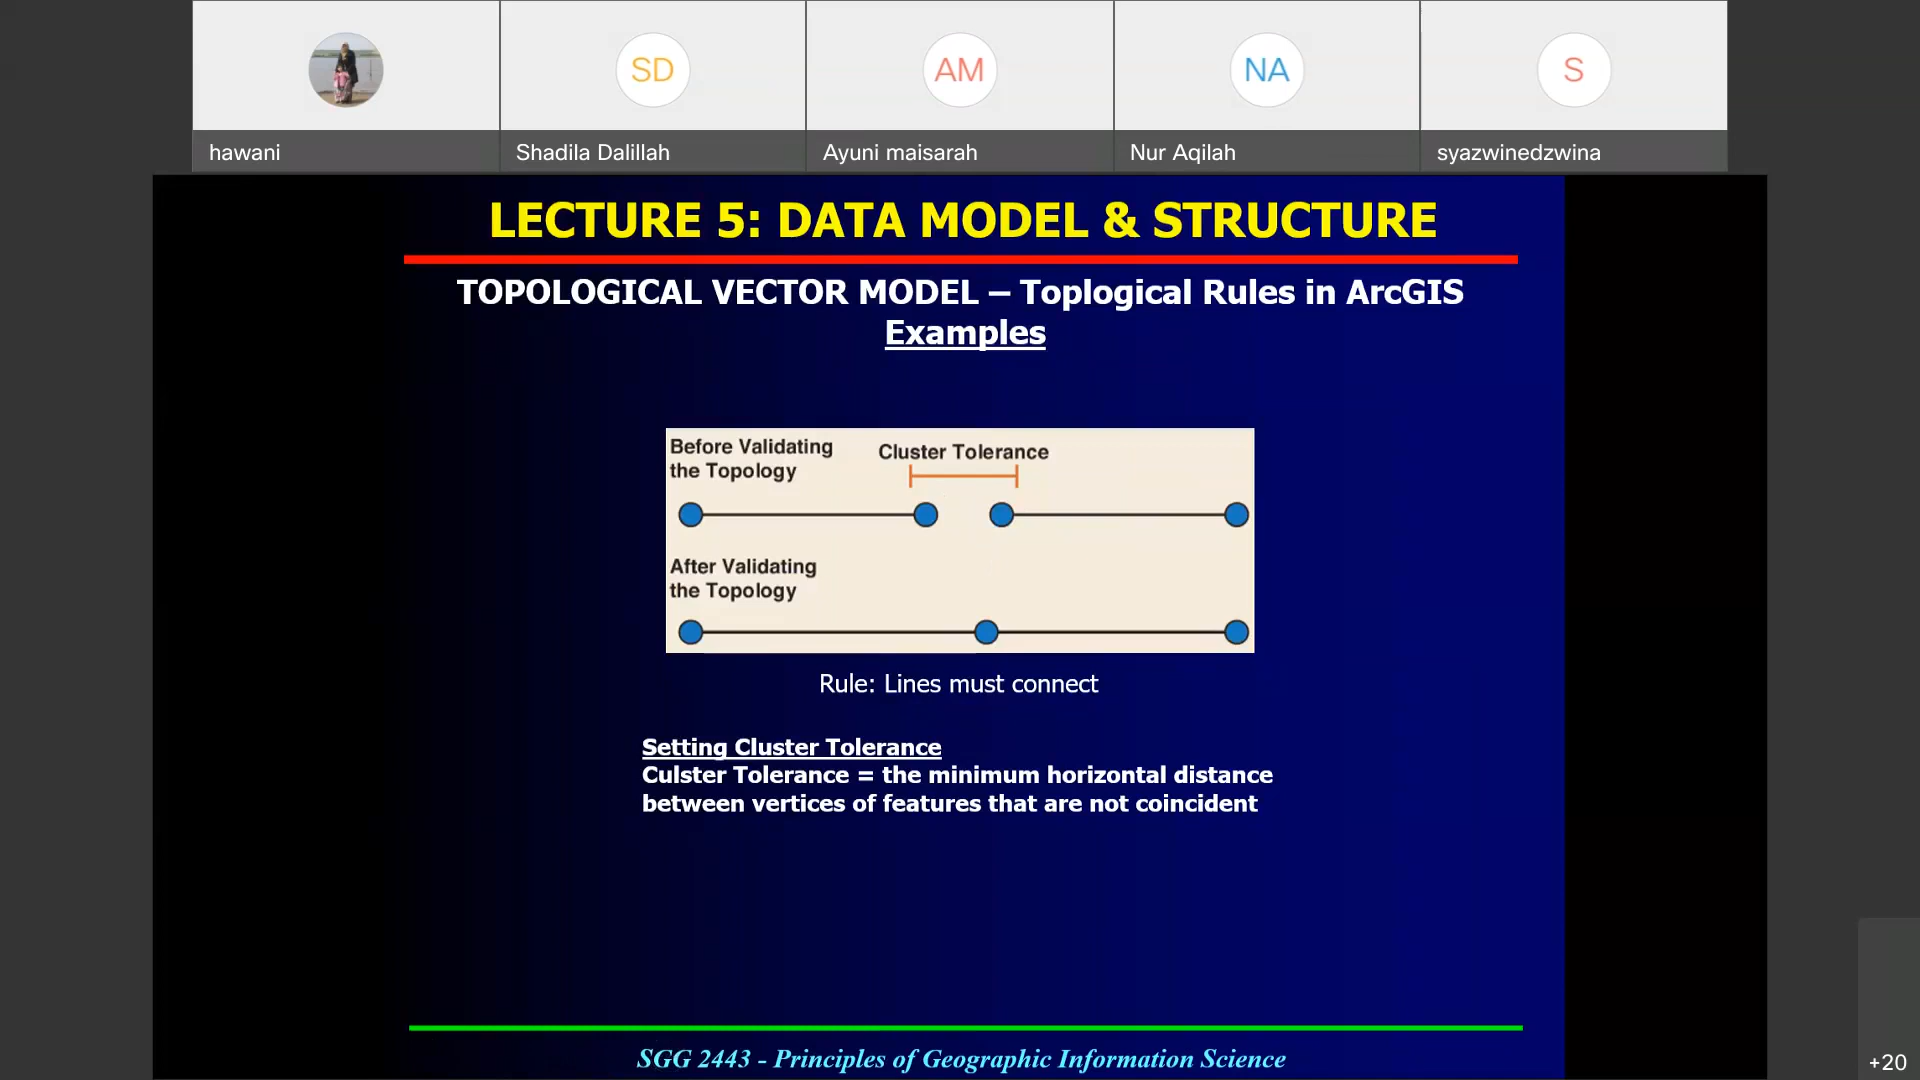 SD
AM
NA
S
hawani
Shadila Dalillah
Ayuni maisarah
Nur Aqilah
syazwinedzwina
LECTURE 5: DATA MODEL & STRUCTURE
TOPOLOGICAL VECTOR MODEL – Toplogical Rules in ArcGIS
Examples
Before Validating
the Topology
Cluster Tolerance
After Validating
the Topology
Rule: Lines must connect
Setting Cluster Tolerance
Culster Tolerance = the minimum horizontal distance
between vertices of features that are not coincident
SGG 2443 - Principles of Geographic Information Science
+20